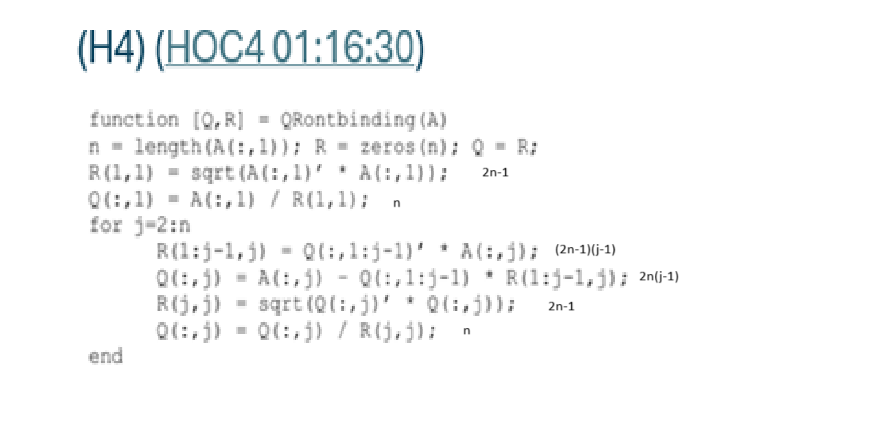 (H4) (HOC4 01:16:30)
function [Q,R] = QRontbinding(A)
n = length(A(:,1)); R = zeros(n); Q = R;
R(1,1) = sqrt(A(:,1)' * A(:,1)); 2n-1
Q(:,1) = A(:,1) / R(1,1); n
for j=2:n
R(1:j-1,j) = Q(:,1:j-1)' * A(:,j); (2n-1)(j-1)
Q(:,j) = A(:,j) - Q(:,1:j-1) * R(1:j-1,j); 2n(j-1)
R(j,j) = sqrt(Q(:,j)' * Q(:,j)); 2n-1
Q(:,j) = Q(:,j) / R(j,j); n
end